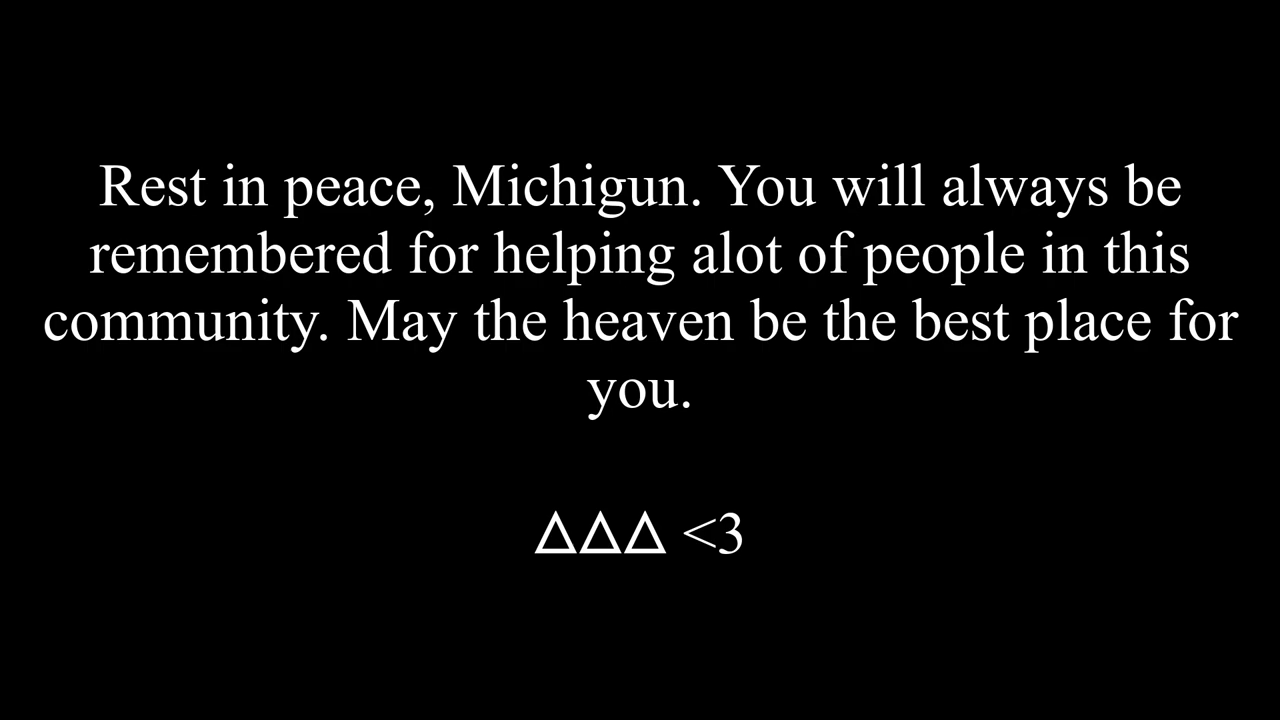 Rest in peace, Michigun. You will always be
remembered for helping alot of people in this
community. May the heaven be the best place for
you.
ΔΔΔ <3